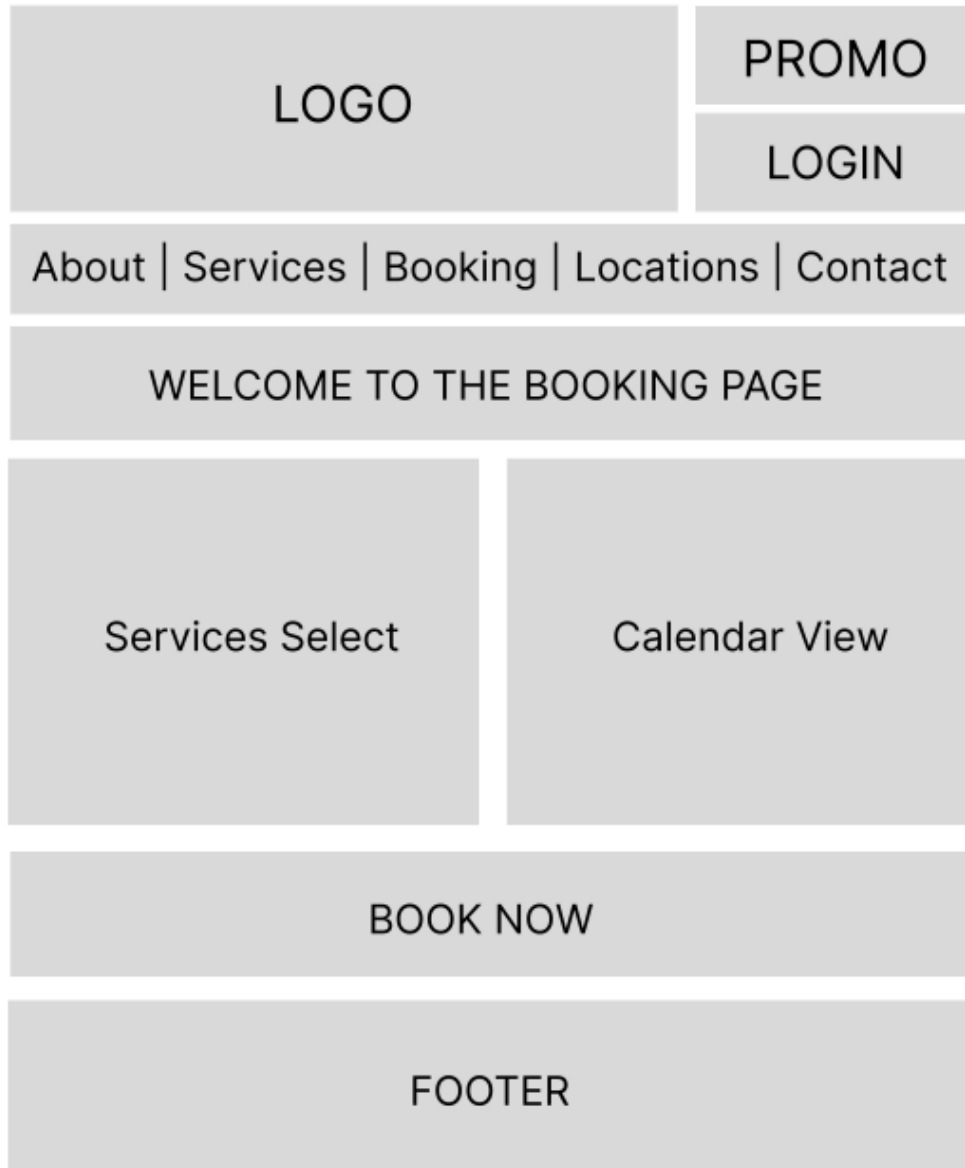 LOGO
PROMO
LOGIN
About | Services | Booking | Locations | Contact
WELCOME TO THE BOOKING PAGE
Services Select
Calendar View
BOOK NOW
FOOTER